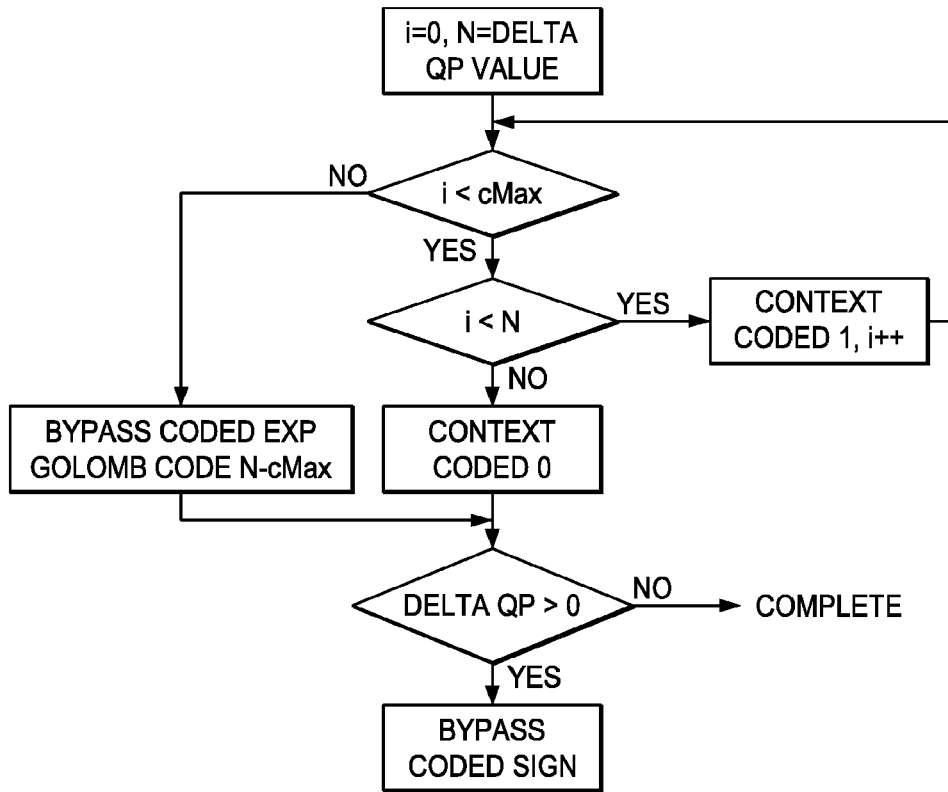 i=0, N=DELTA
QP VALUE
NO
i < cMax
YES
i < N
YES
CONTEXT
CODED 1, i++
NO
BYPASS CODED EXP
GOLOMB CODE N-cMax
CONTEXT
CODED 0
DELTA QP > 0
NO
COMPLETE
YES
BYPASS
CODED SIGN